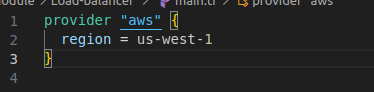 odule > Load-balancer > main.tf > provider "aws"
1 provider "aws" {
2 region = us-west-1
3 }
4